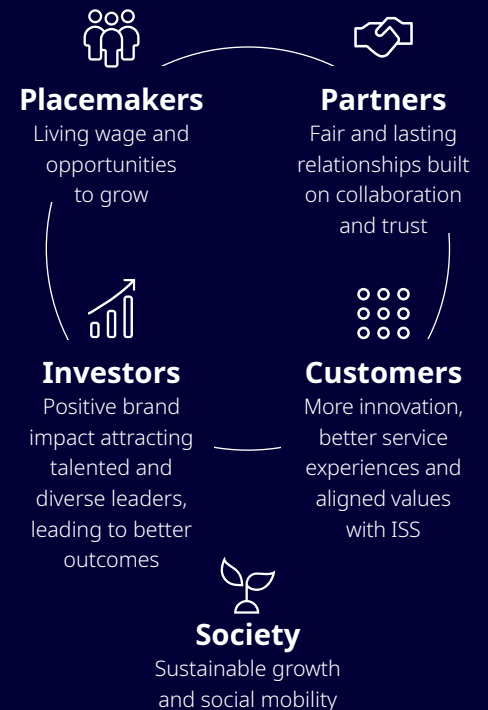 Placemakers
Living wage and
opportunities
to grow
Partners
Fair and lasting
relationships built
on collaboration
and trust
Investors
Positive brand
impact attracting
talented and
diverse leaders,
leading to better
outcomes
Customers
More innovation,
better service
experiences and
aligned values
with ISS
Society
Sustainable growth
and social mobility